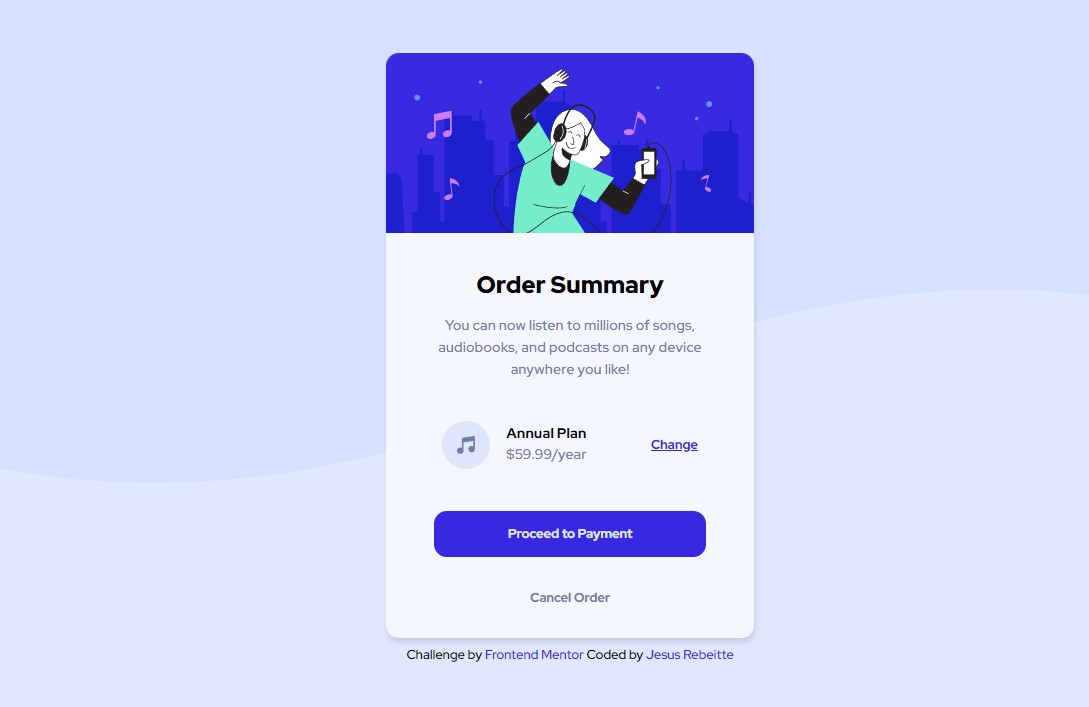 Order Summary
You can now listen to millions of songs,
audiobooks, and podcasts on any device
anywhere you like!
Annual Plan
$59.99/year
Change
Proceed to Payment
Cancel Order
Challenge by Frontend Mentor Coded by Jesus Rebeitte